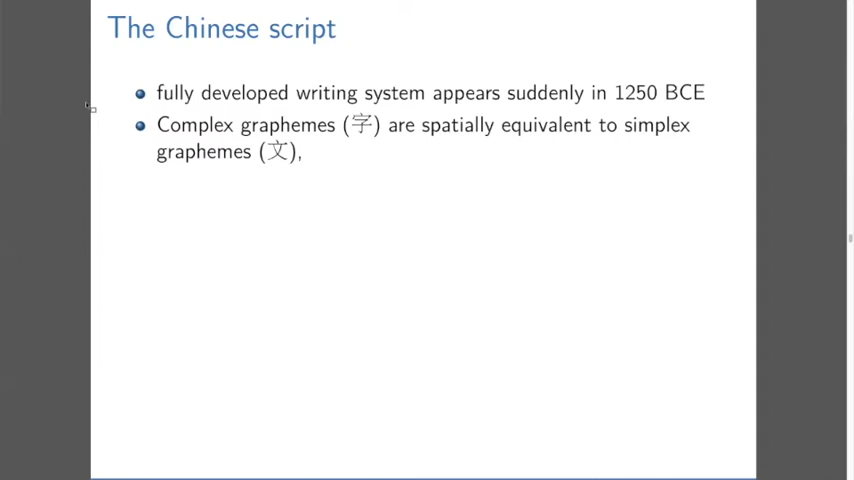 The Chinese script
fully developed writing system appears suddenly in 1250 BCE
Complex graphemes (字) are spatially equivalent to simplex
graphemes (文),